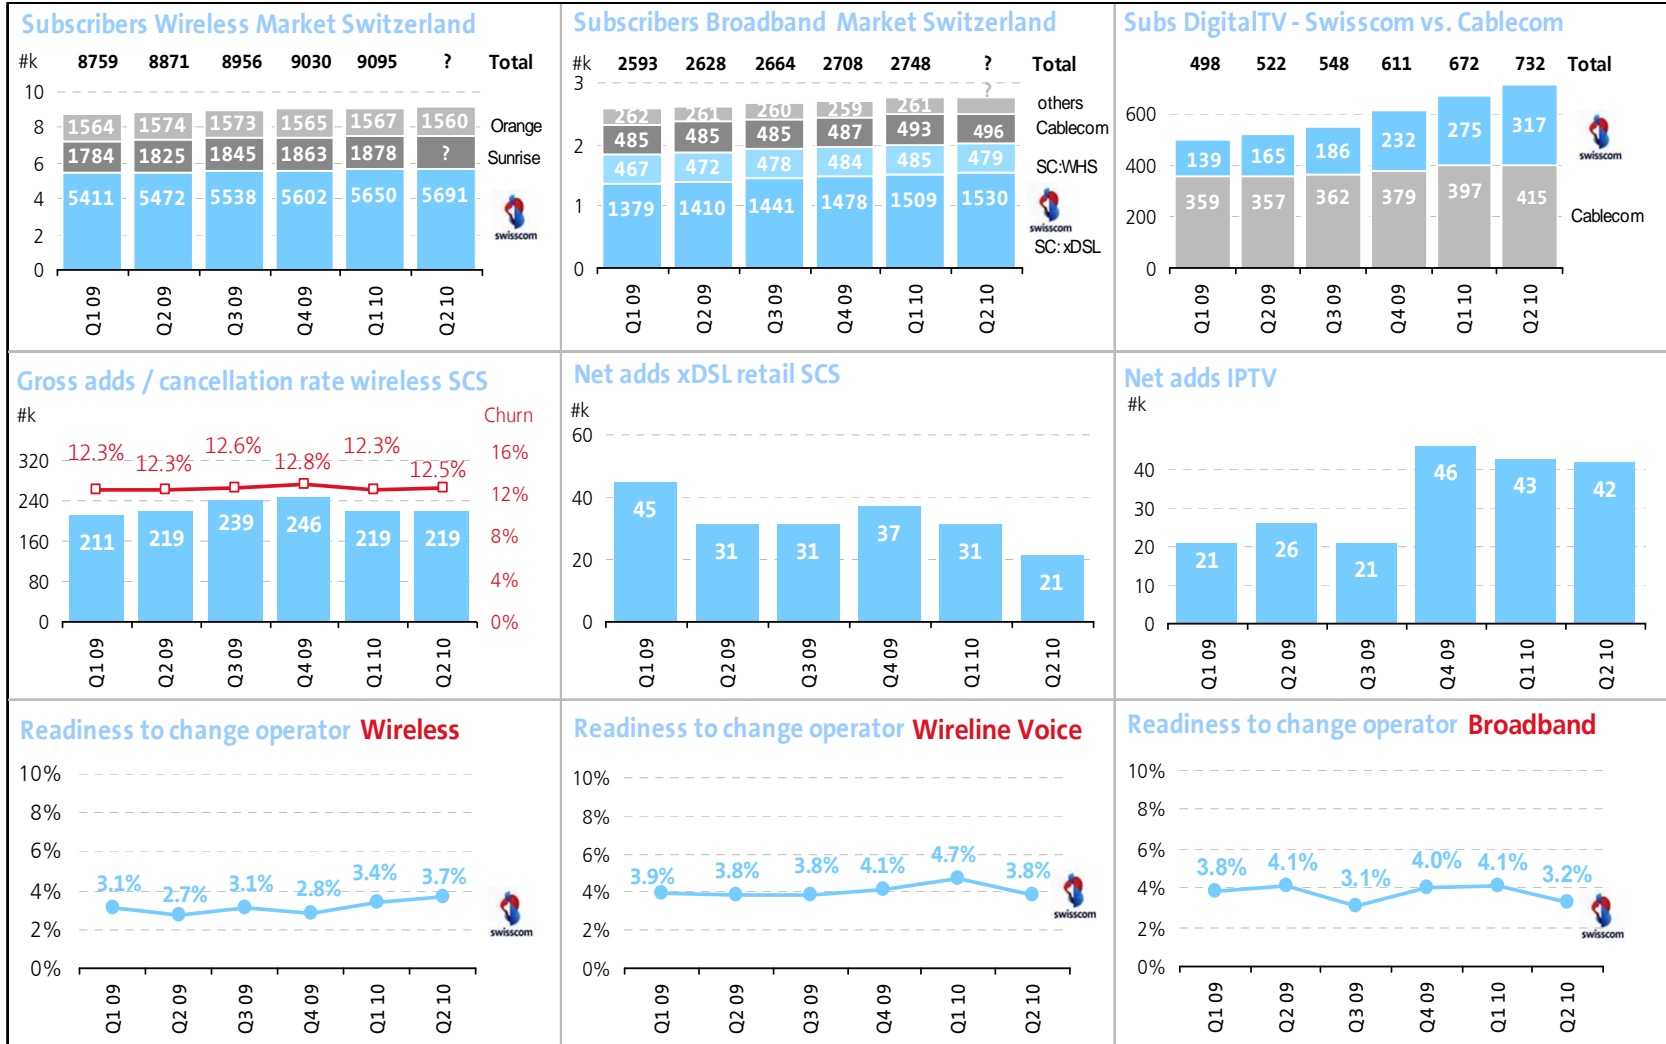 Subscribers Wireless Market Switzerland
#k 8759 8871 8956 9030 9095 ? Total
10
8
6
4
2
0
1564 1574 1573 1565 1567 1560 Orange
1784 1825 1845 1863 1878 ? Sunrise
5411 5472 5538 5602 5650 5691
swisscom
Q1 09 Q2 09 Q3 09 Q4 09 Q1 10 Q2 10
Subscribers Broadband Market Switzerland
#k 2593 2628 2664 2708 2748 ? Total
3
2
1
0
?
262 261 260 259 261 others
485 485 485 487 493 496 Cablecom
467 472 478 484 485 479 SC:WHS
1379 1410 1441 1478 1509 1530
swisscom
SC: xDSL
Q1 09 Q2 09 Q3 09 Q4 09 Q1 10 Q2 10
Subs DigitalTV - Swisscom vs. Cablecom
498 522 548 611 672 732 Total
600
400
200
0
139 165 186 232 275 317
swisscom
359 357 362 379 397 415 Cablecom
Q1 09 Q2 09 Q3 09 Q4 09 Q1 10 Q2 10
Gross adds / cancellation rate wireless SCS
#k Churn
320
240
160
80
0
12.3% 12.3% 12.6% 12.8% 12.3% 12.5%
16%
12%
8%
4%
0%
211 219 239 246 219 219
Q1 09 Q2 09 Q3 09 Q4 09 Q1 10 Q2 10
Net adds xDSL retail SCS
#k
60
40
20
0
45 31 31 37 31 21
Q1 09 Q2 09 Q3 09 Q4 09 Q1 10 Q2 10
Net adds IPTV
#k
40
30
20
10
0
21 26 21 46 43 42
Q1 09 Q2 09 Q3 09 Q4 09 Q1 10 Q2 10
Readiness to change operator Wireless
10%
8%
6%
4%
2%
0%
3.1% 2.7% 3.1% 2.8% 3.4% 3.7%
swisscom
Q1 09 Q2 09 Q3 09 Q4 09 Q1 10 Q2 10
Readiness to change operator Wireline Voice
10%
8%
6%
4%
2%
0%
3.9% 3.8% 3.8% 4.1% 4.7% 3.8%
swisscom
Q1 09 Q2 09 Q3 09 Q4 09 Q1 10 Q2 10
Readiness to change operator Broadband
10%
8%
6%
4%
2%
0%
3.8% 4.1% 3.1% 4.0% 4.1% 3.2%
swisscom
Q1 09 Q2 09 Q3 09 Q4 09 Q1 10 Q2 10